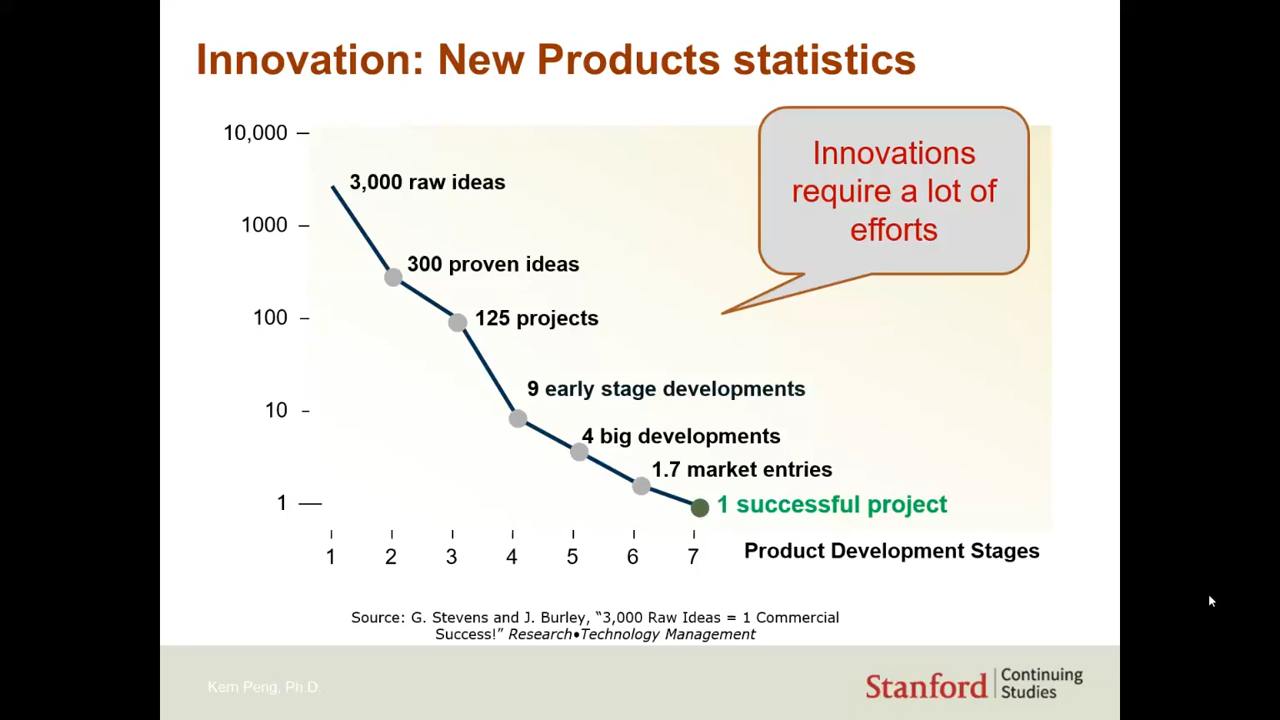 Innovation: New Products statistics
10,000
1000
100
10
1
3,000 raw ideas
300 proven ideas
125 projects
9 early stage developments
4 big developments
1.7 market entries
1 successful project
Innovations
require a lot of
efforts
1 2 3 4 5 6 7
Product Development Stages
Source: G. Stevens and J. Burley, “3,000 Raw Ideas = 1 Commercial
Success!” Research•Technology Management
Kem Peng, Ph.D.
Stanford
Continuing
Studies